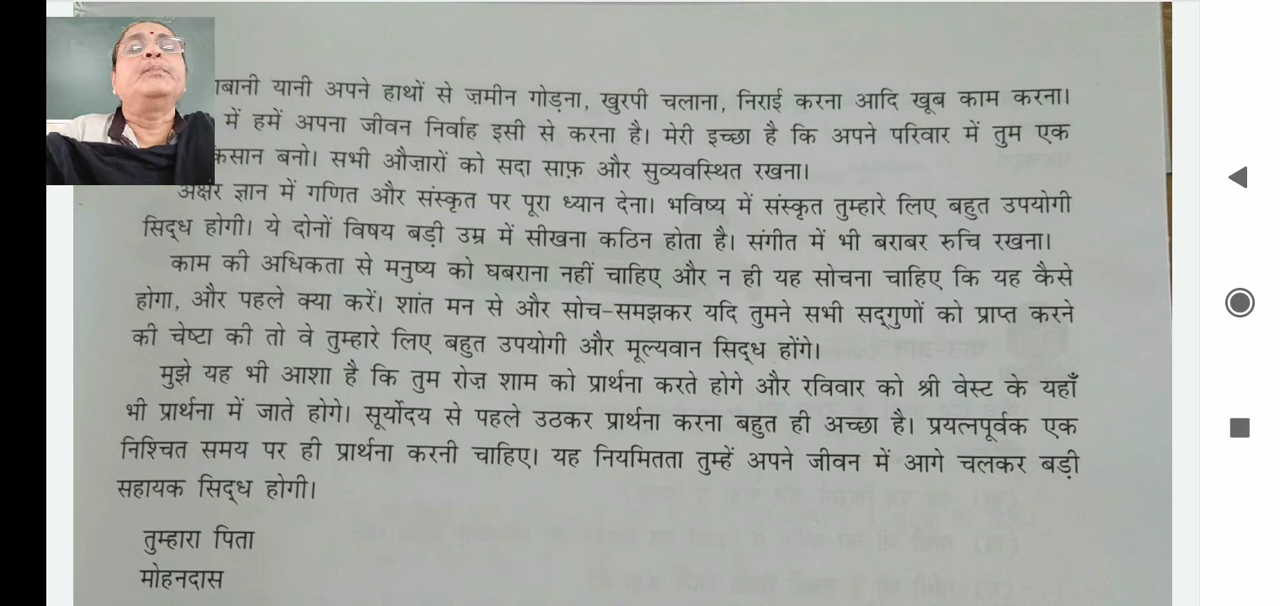 यानी अपने हाथों से ज़मीन गोड़ना, खुरपी चलाना, निराई करना आदि खूब काम करना।
में हमें अपना जीवन निर्वाह इसी से करना है। मेरी इच्छा है कि अपने परिवार में तुम एक
बनो। सभी औज़ारों को सदा साफ़ और सुव्यवस्थित रखना।
अक्षर ज्ञान में गणित और संस्कृत पर पूरा ध्यान देना। भविष्य में संस्कृत तुम्हारे लिए बहुत उपयोगी
सिद्ध होगी। ये दोनों विषय बड़ी उम्र में सीखना कठिन होता है। संगीत में भी बराबर रुचि रखना।
काम की अधिकता से मनुष्य को घबराना नहीं चाहिए और न ही यह सोचना चाहिए कि यह कैसे
होगा, और पहले क्या करें। शांत मन से और सोच-समझकर यदि तुमने सभी सद्गुणों को प्राप्त करने
की चेष्टा की तो वे तुम्हारे लिए बहुत उपयोगी और मूल्यवान सिद्ध होंगे।
मुझे यह भी आशा है कि तुम रोज़ शाम को प्रार्थना करते होगे और रविवार को श्री वेस्ट के यहाँ
भी प्रार्थना में जाते होगे। सूर्योदय से पहले उठकर प्रार्थना करना बहुत ही अच्छा है। प्रयत्नपूर्वक एक
निश्चित समय पर ही प्रार्थना करनी चाहिए। यह नियमितता तुम्हें अपने जीवन में आगे चलकर बड़ी
सहायक सिद्ध होगी।
तुम्हारा पिता
मोहनदास